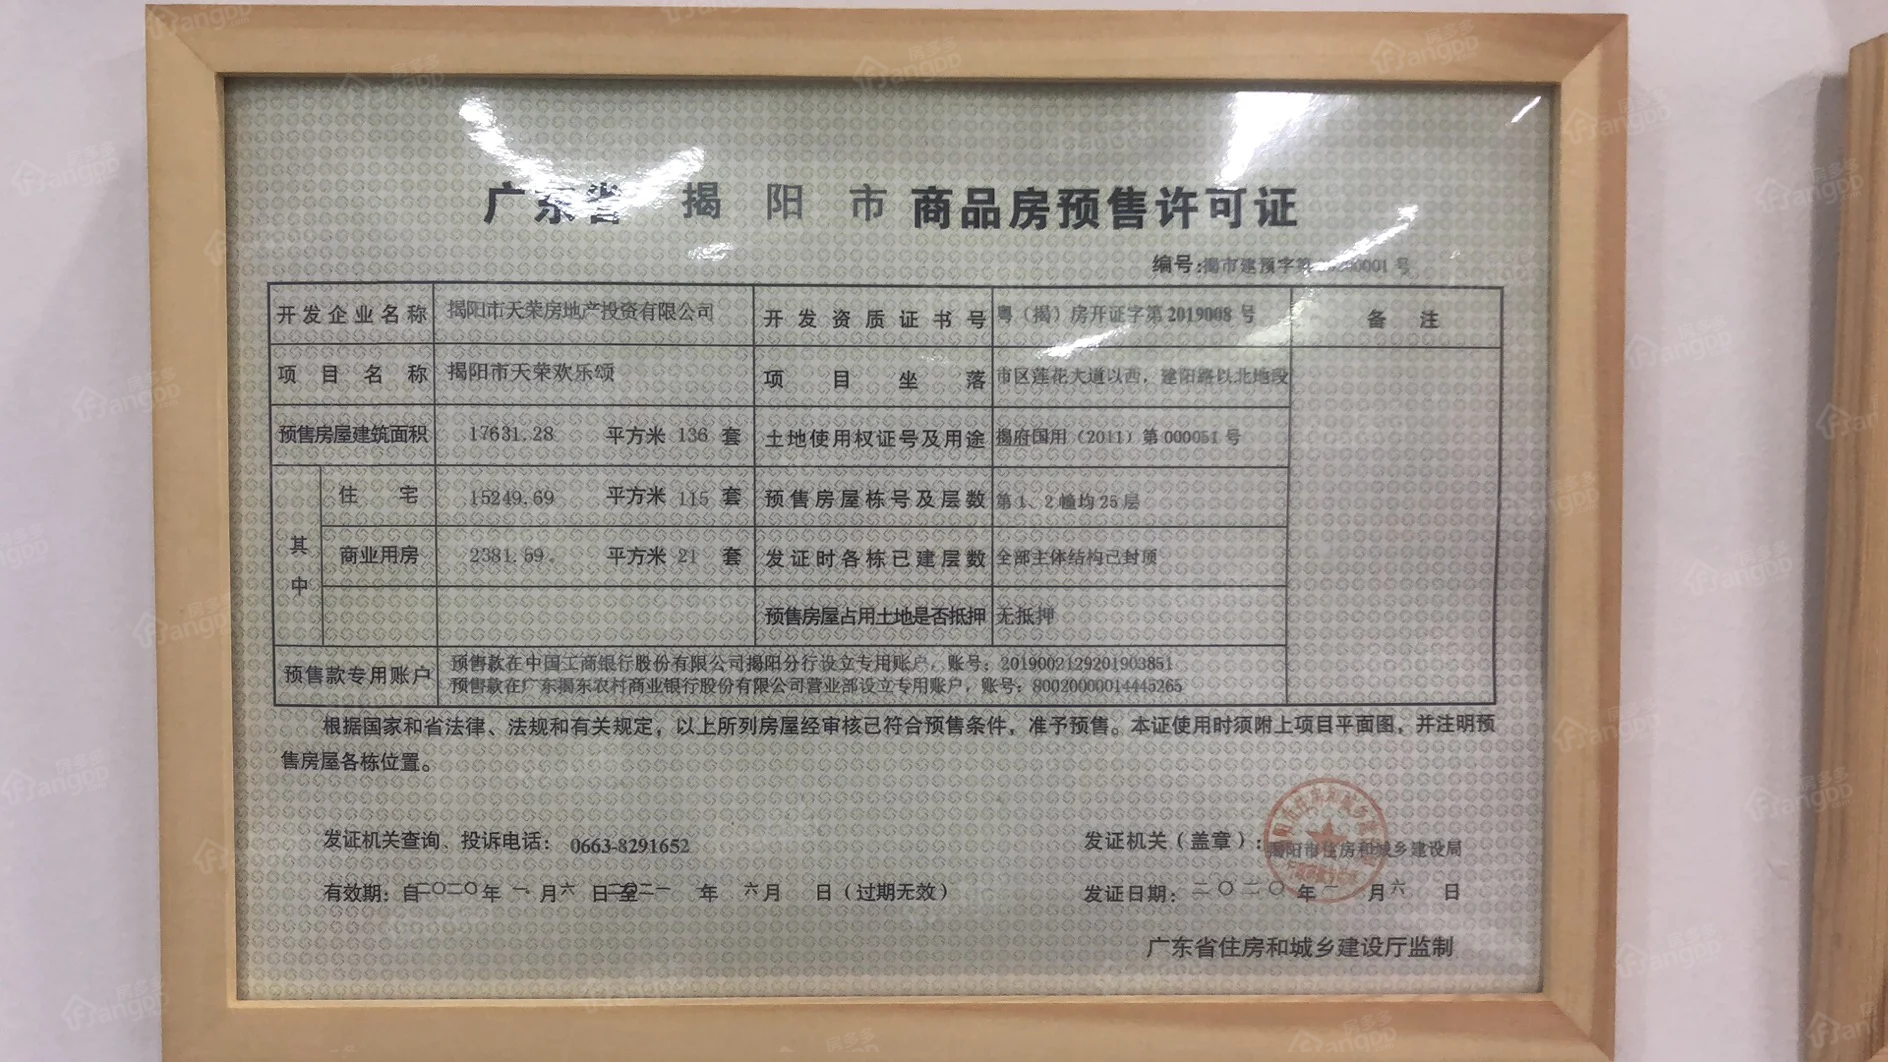 广东省 揭阳市 商品房预售许可证
编号:揭市建预字第 20200001 号
开发企业名称 揭阳市天荣房地产投资有限公司 开发资质证书号 粤（揭）房开证字第2019008 号 备注
项目名称 揭阳市天荣欢乐颂 项目坐落 市区莲花大道以西，建阳路以北地段
预售房屋建筑面积 17631.28 平方米 136 套 土地使用权证号及用途 揭府国用（2011）第000051 号
其中 住宅 15249.69 平方米 115 套 预售房屋栋号及层数 第1、2幢均25层
商业用房 2381.59 平方米 21 套 发证时各栋已建层数 全部主体结构已封顶
预售房屋占用土地是否抵押 无抵押
预售款专用账户 预售款在中国工商银行股份有限公司揭阳分行设立专用账户，账号：2019002129201903851
预售款在广东揭东农村商业银行股份有限公司营业部设立专用账户，账号：80020000014445265
根据国家和省法律、法规和有关规定，以上所列房屋经审核已符合预售条件，准予预售。本证使用时须附上项目平面图，并注明预
售房屋各栋位置。
发证机关查询、投诉电话： 0663-8291652 发证机关（盖章）：揭阳市住房和城乡建设局
有效期：自二〇二〇年 一 月六 日至二〇二一 年 六月 日（过期无效） 发证日期：二〇二〇 年 一 月六 日
广东省住房和城乡建设厅监制